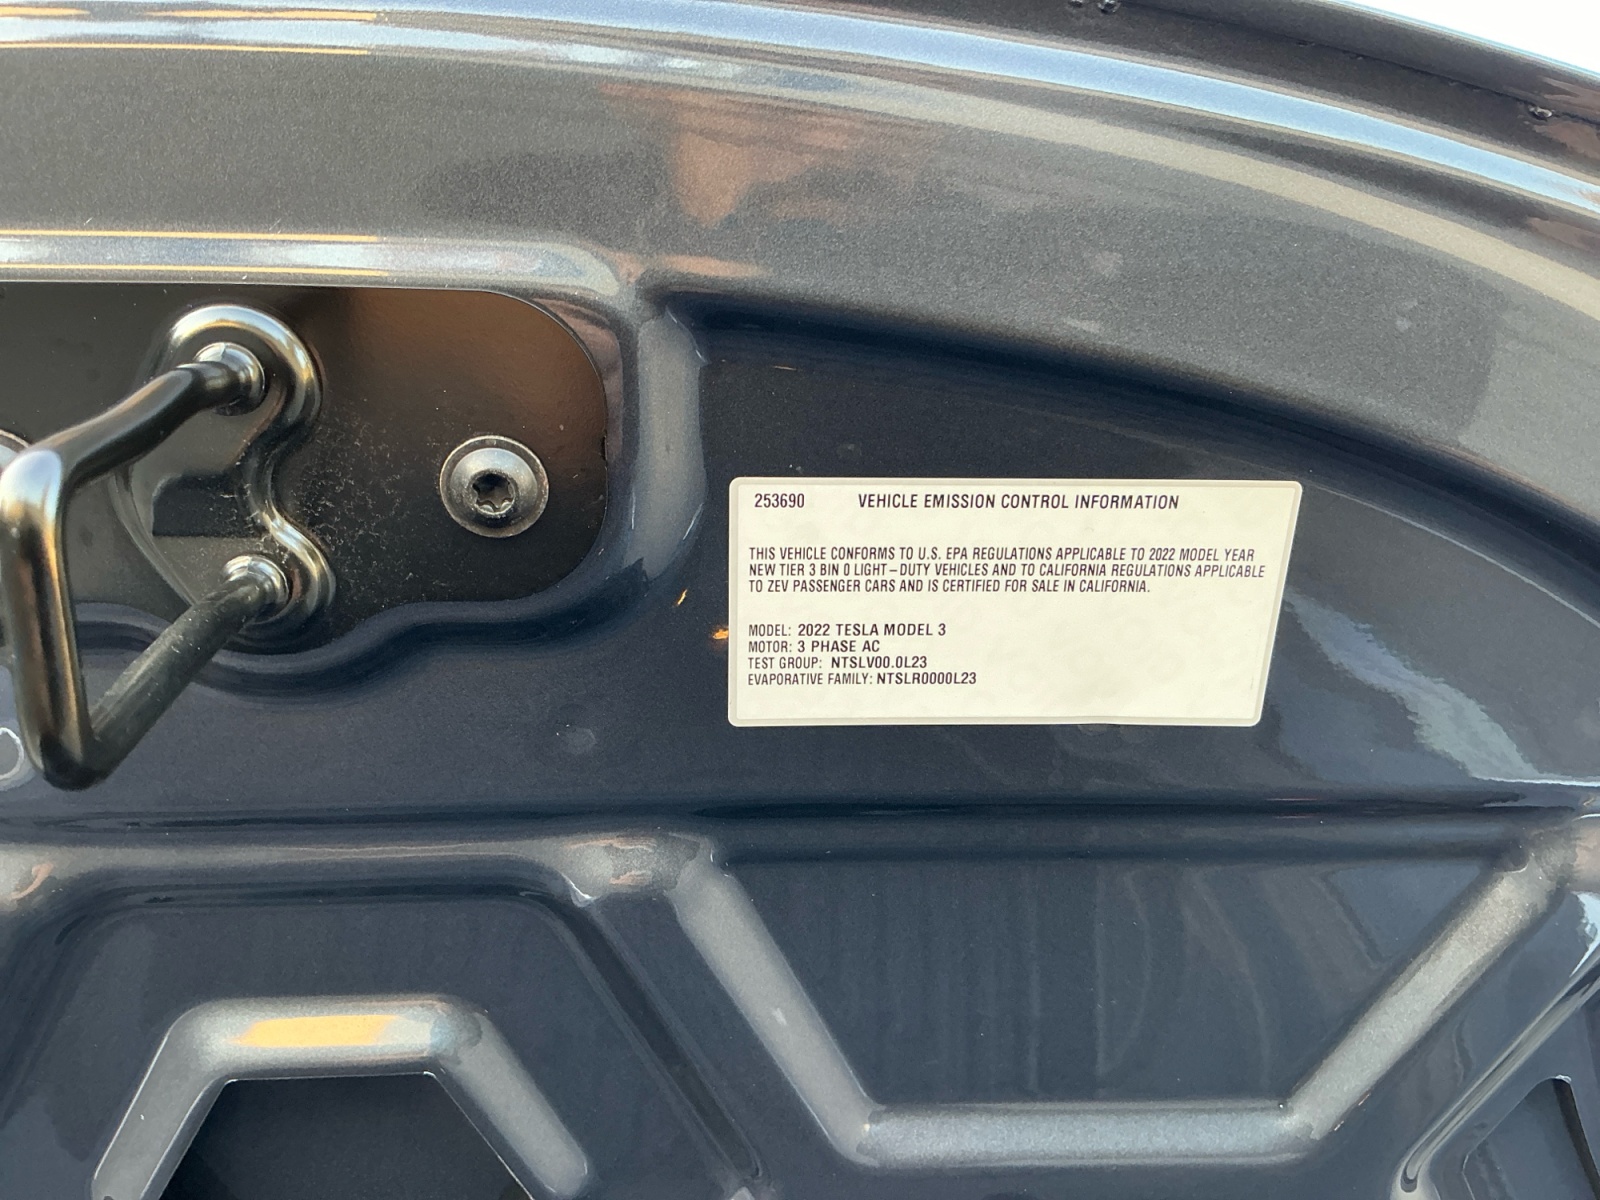 253690 VEHICLE EMISSION CONTROL INFORMATION
THIS VEHICLE CONFORMS TO U.S. EPA REGULATIONS APPLICABLE TO 2022 MODEL YEAR
NEW TIER 3 BIN 0 LIGHT-DUTY VEHICLES AND TO CALIFORNIA REGULATIONS APPLICABLE
TO ZEV PASSENGER CARS AND IS CERTIFIED FOR SALE IN CALIFORNIA.
MODEL: 2022 TESLA MODEL 3
MOTOR: 3 PHASE AC
TEST GROUP: NTSLV00.0L23
EVAPORATIVE FAMILY: NTSLR0000L23